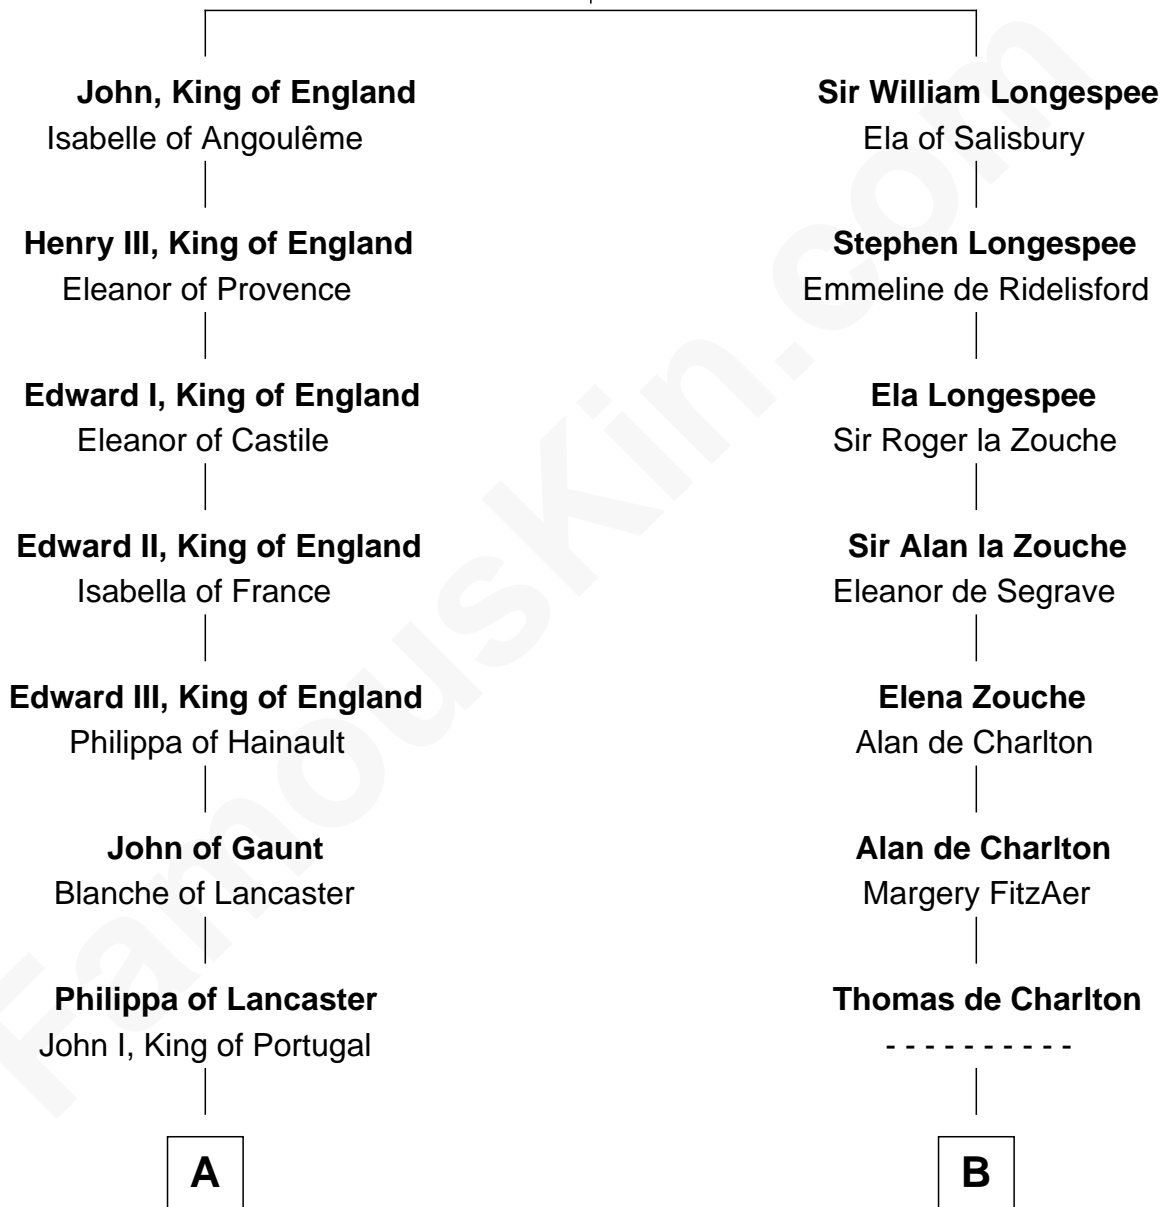 John, King of England
Isabelle of Angoulême
Henry III, King of England
Eleanor of Provence
Edward I, King of England
Eleanor of Castile
Edward II, King of England
Isabella of France
Edward III, King of England
Philippa of Hainault
John of Gaunt
Blanche of Lancaster
Philippa of Lancaster
John I, King of Portugal
A
Sir William Longespee
Ela of Salisbury
Stephen Longespee
Emmeline de Ridelisford
Ela Longespee
Sir Roger la Zouche
Sir Alan la Zouche
Eleanor de Segrave
Elena Zouche
Alan de Charlton
Alan de Charlton
Margery FitzAer
Thomas de Charlton
- - - - - - - - - -
B
FamousKin.com